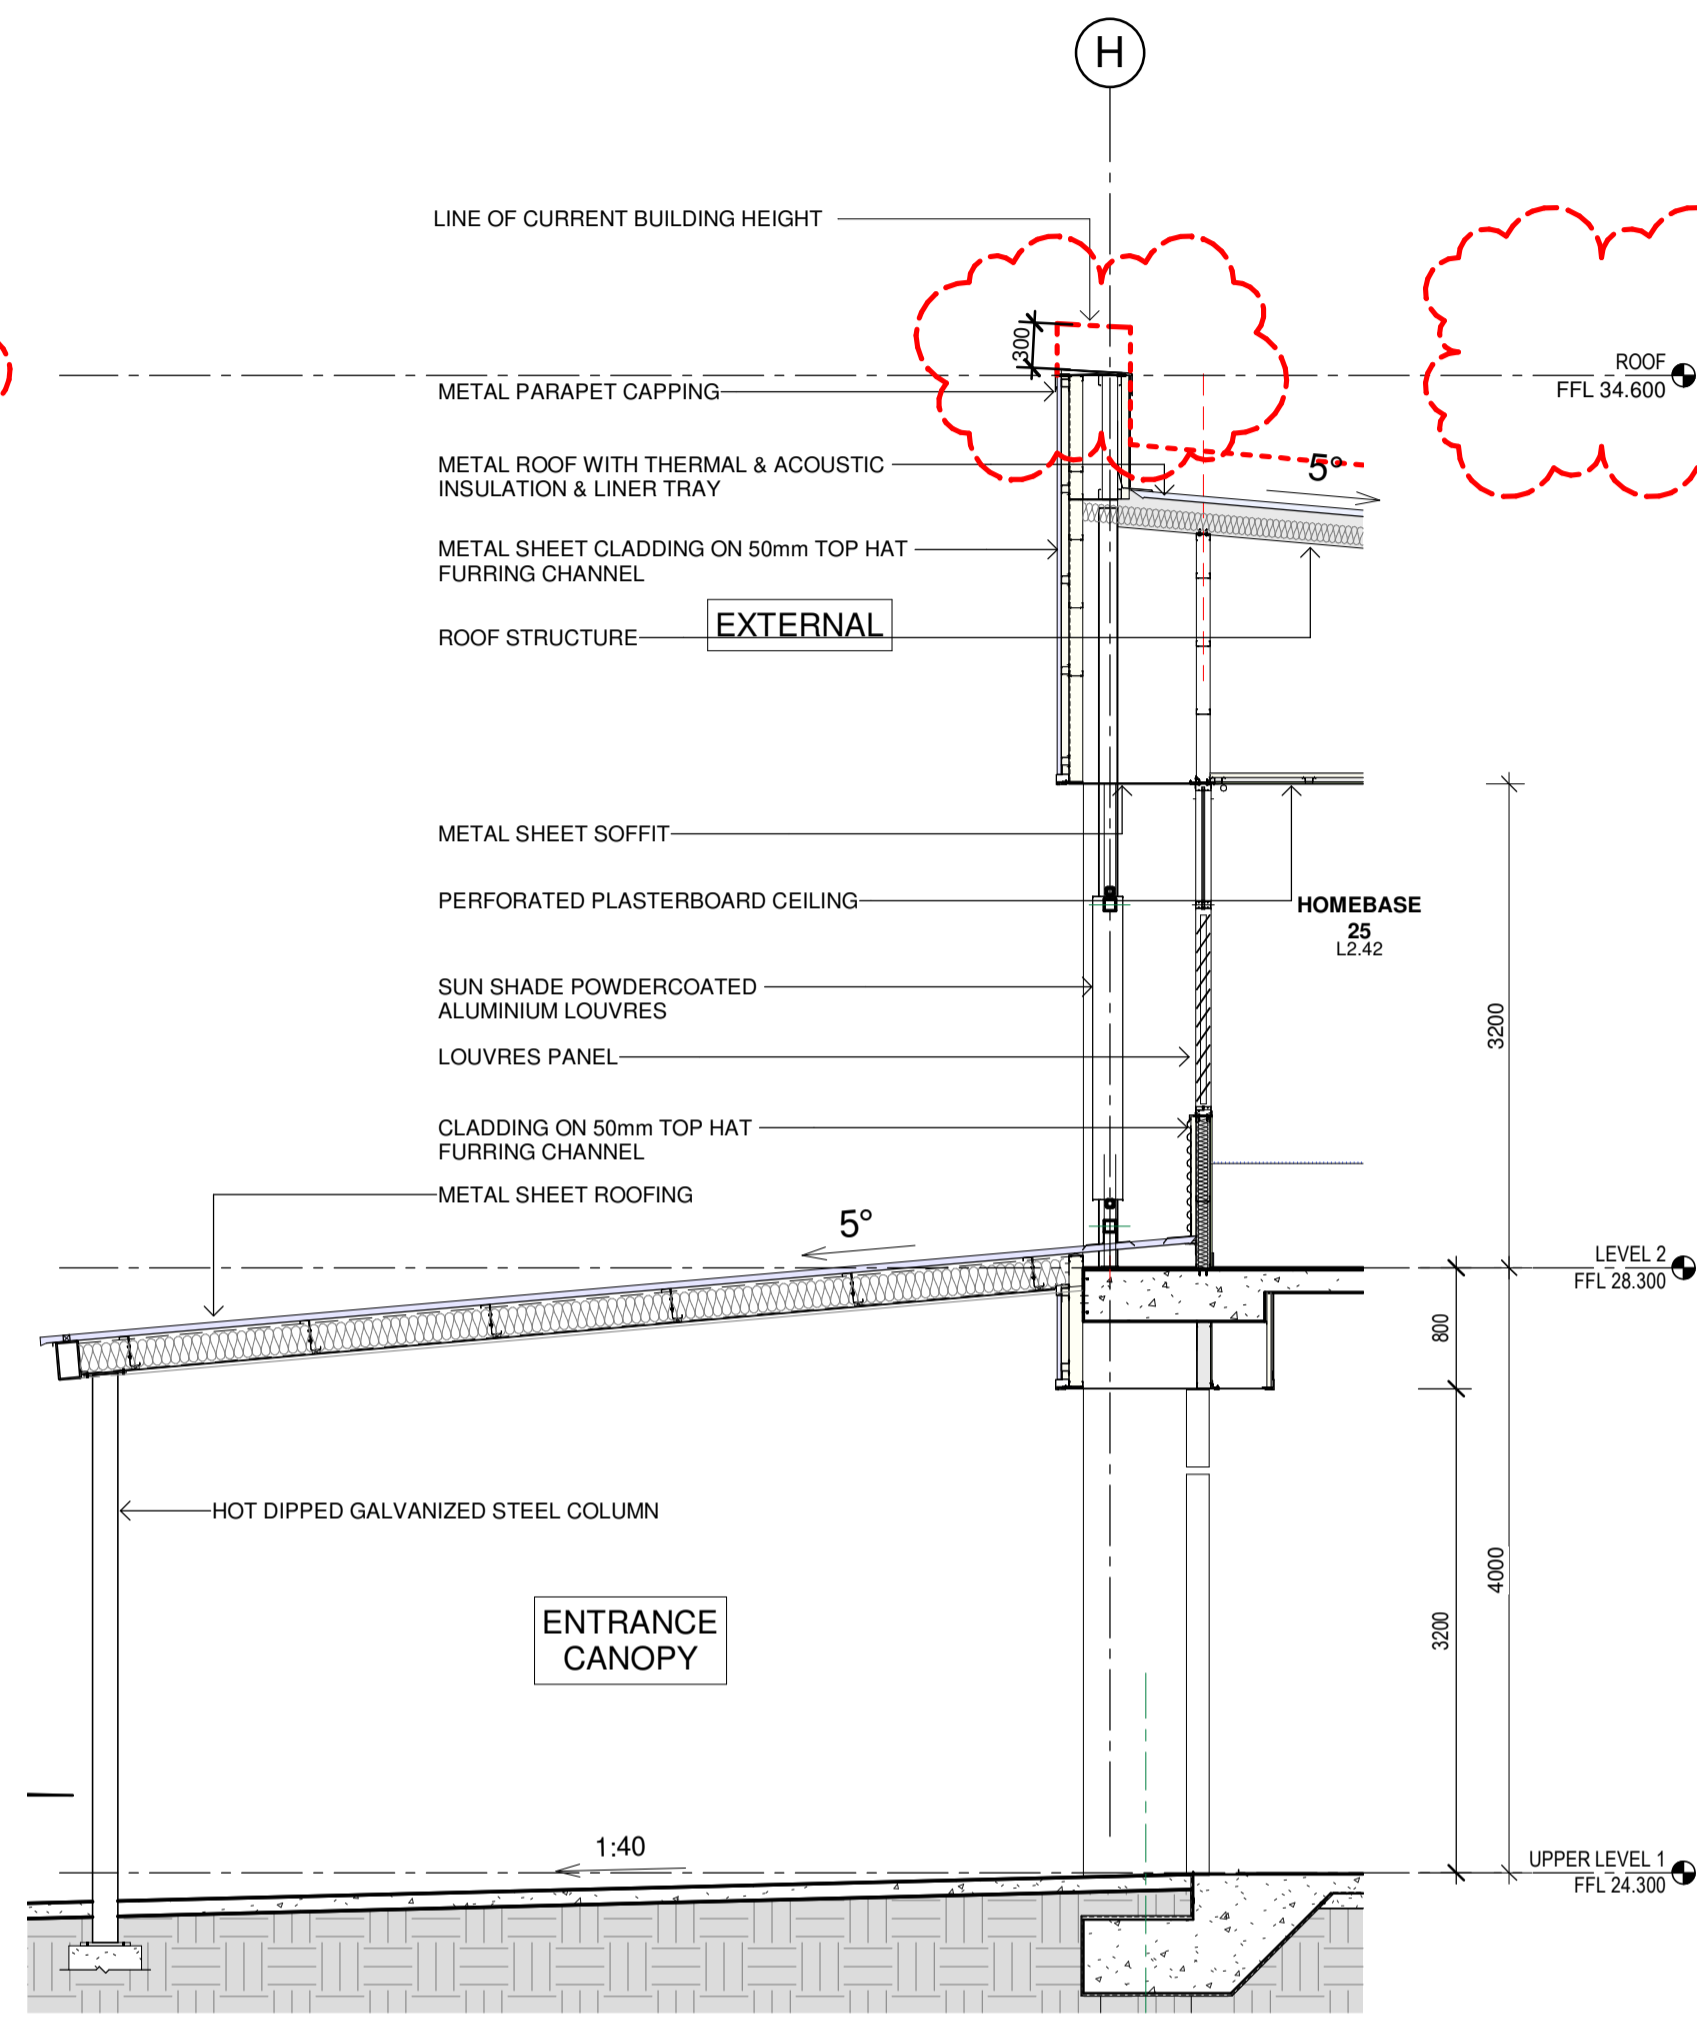 H
LINE OF CURRENT BUILDING HEIGHT
300
ROOF
FFL 34.600
METAL PARAPET CAPPING
METAL ROOF WITH THERMAL & ACOUSTIC
INSULATION & LINER TRAY
5°
METAL SHEET CLADDING ON 50mm TOP HAT
FURRING CHANNEL
EXTERNAL
ROOF STRUCTURE
METAL SHEET SOFFIT
PERFORATED PLASTERBOARD CEILING
HOMEBASE
25
L2.42
SUN SHADE POWDERCOATED
ALUMINIUM LOUVRES
3200
LOUVRES PANEL
CLADDING ON 50mm TOP HAT
FURRING CHANNEL
METAL SHEET ROOFING
5°
LEVEL 2
FFL 28.300
800
HOT DIPPED GALVANIZED STEEL COLUMN
4000
ENTRANCE
CANOPY
3200
1:40
UPPER LEVEL 1
FFL 24.300